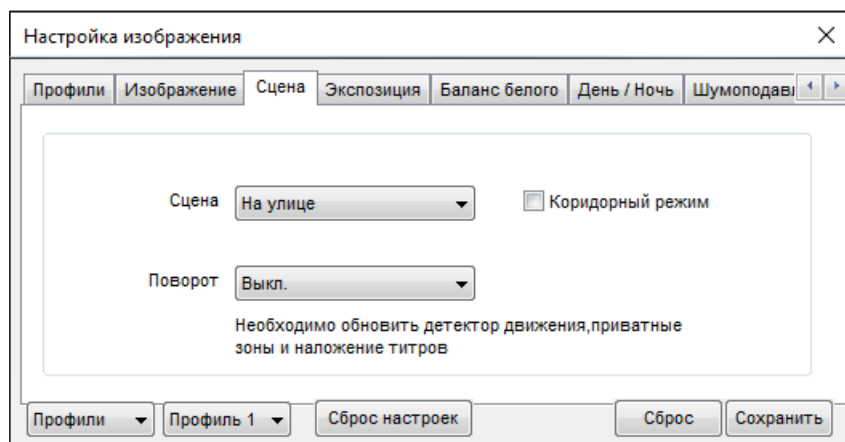 Настройка изображения
Профили Изображение Сцена Экспозиция Баланс белого День / Ночь Шумоподавл
Сцена На улице Коридорный режим
Поворот Выкл.
Необходимо обновить детектор движения,приватные
зоны и наложение титров
Профили Профиль 1 Сброс настроек Сброс Сохранить